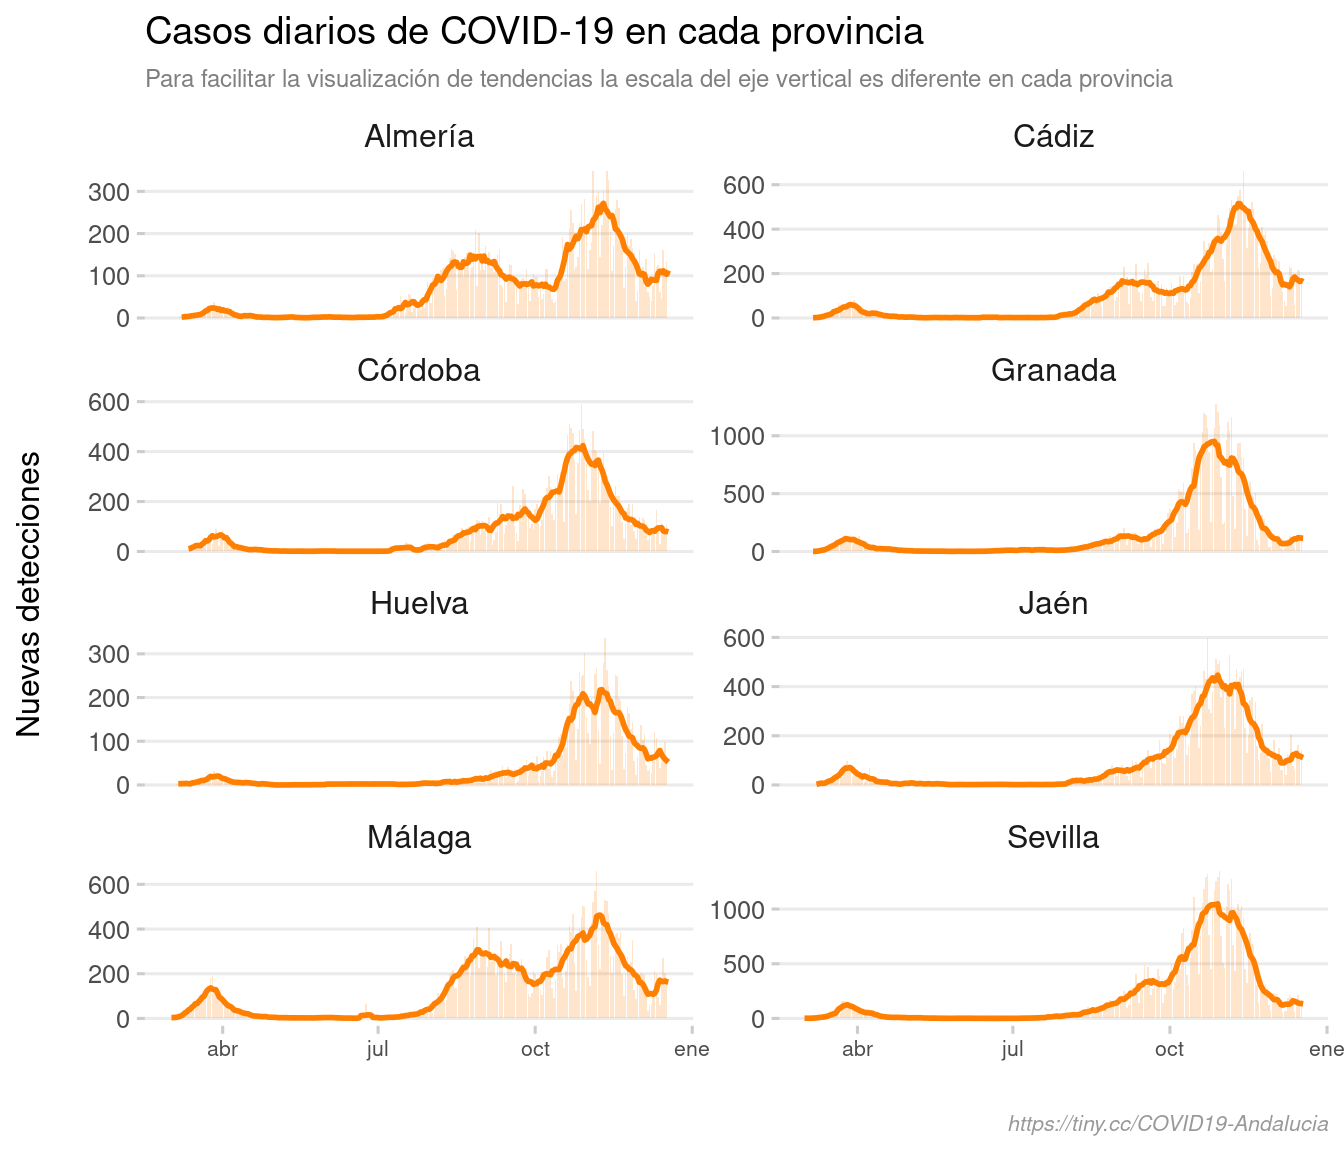 Casos diarios de COVID-19 en cada provincia
Para facilitar la visualización de tendencias la escala del eje vertical es diferente en cada provincia
Nuevas detecciones
Almería
300
200
100
0
Cádiz
600
400
200
0
Córdoba
600
400
200
0
Granada
1000
500
0
Huelva
300
200
100
0
Jaén
600
400
200
0
Málaga
600
400
200
0
Sevilla
1000
500
0
abr jul oct ene
abr jul oct ene
https://tiny.cc/COVID19-Andalucia